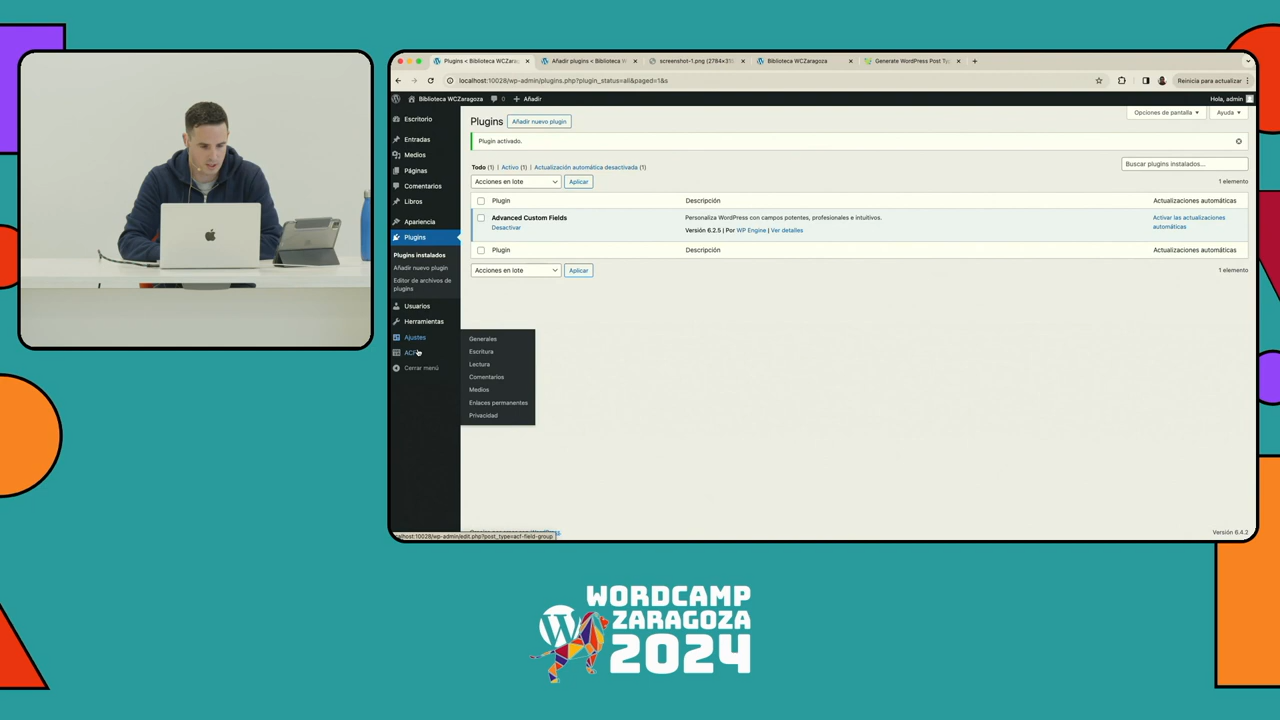 Plugins < Biblioteca WCZarag
Añadir plugins < Biblioteca W
screenshot-1.png (2784×31
Biblioteca WCZaragoza
Generate WordPress Post Ty
localhost:10028/wp-admin/plugins.php?plugin_status=all&paged=1&s
Reinicia para actualizar
Biblioteca WCZaragoza
0
Añadir
Hola, admin
Escritorio
Entradas
Medios
Páginas
Comentarios
Libros
Apariencia
Plugins
Plugins instalados
Añadir nuevo plugin
Editor de archivos de
plugins
Usuarios
Herramientas
Ajustes
ACF
Cerrar menú
Generales
Escritura
Lectura
Comentarios
Medios
Enlaces permanentes
Privacidad
Opciones de pantalla
Ayuda
Plugins
Añadir nuevo plugin
Plugin activado.
Todo (1) | Activo (1) | Actualización automática desactivada (1)
Buscar plugins instalados…
Acciones en lote
Aplicar
1 elemento
Plugin
Descripción
Actualizaciones automáticas
Advanced Custom Fields
Desactivar
Personaliza WordPress con campos potentes, profesionales e intuitivos.
Versión 6.2.5 | Por WP Engine | Ver detalles
Activar las actualizaciones
automáticas
Plugin
Descripción
Actualizaciones automáticas
Acciones en lote
Aplicar
1 elemento
Versión 6.4.2
localhost:10028/wp-admin/edit.php?post_type=acf-field-group
WORDCAMP
ZARAGOZA
2024